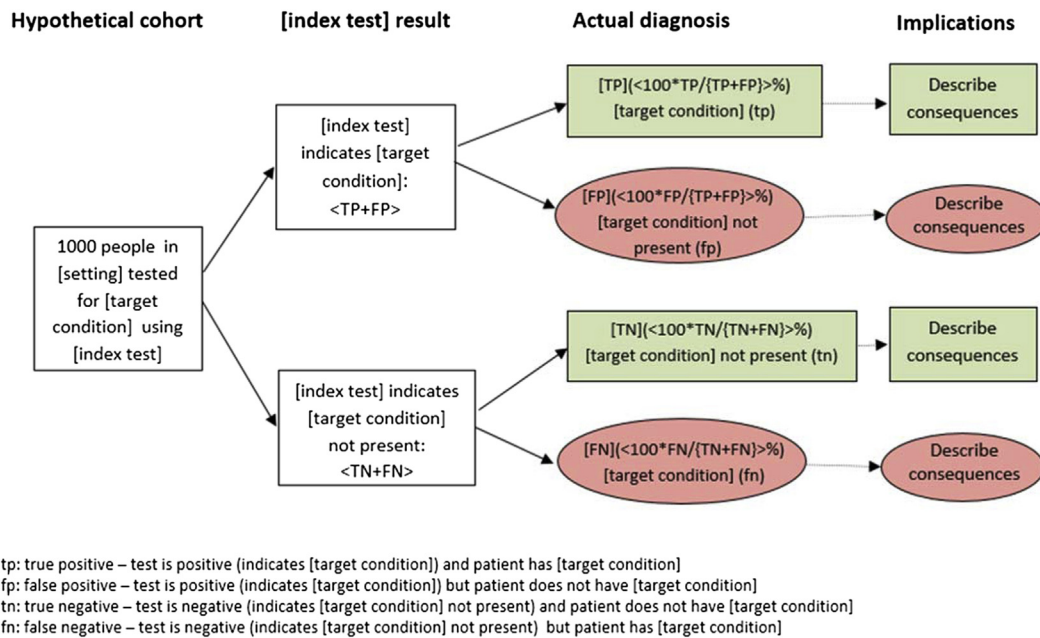 Hypothetical cohort
[index test] result
Actual diagnosis
Implications
1000 people in
[setting] tested
for [target
condition] using
[index test]
[index test]
indicates [target
condition]:
<TP+FP>
[index test] indicates
[target condition]
not present:
<TN+FN>
[TP](<100*TP/{TP+FP}>%)
[target condition] (tp)
[FP](<100*FP/{TP+FP}>%)
[target condition] not
present (fp)
[TN](<100*TN/{TN+FN}>%)
[target condition] not present (tn)
[FN](<100*FN/{TN+FN}>%)
[target condition] (fn)
Describe
consequences
Describe
consequences
Describe
consequences
Describe
consequences
tp: true positive – test is positive (indicates [target condition]) and patient has [target condition]
fp: false positive – test is positive (indicates [target condition]) but patient does not have [target condition]
tn: true negative – test is negative (indicates [target condition] not present) and patient does not have [target condition]
fn: false negative – test is negative (indicates [target condition] not present) but patient has [target condition]